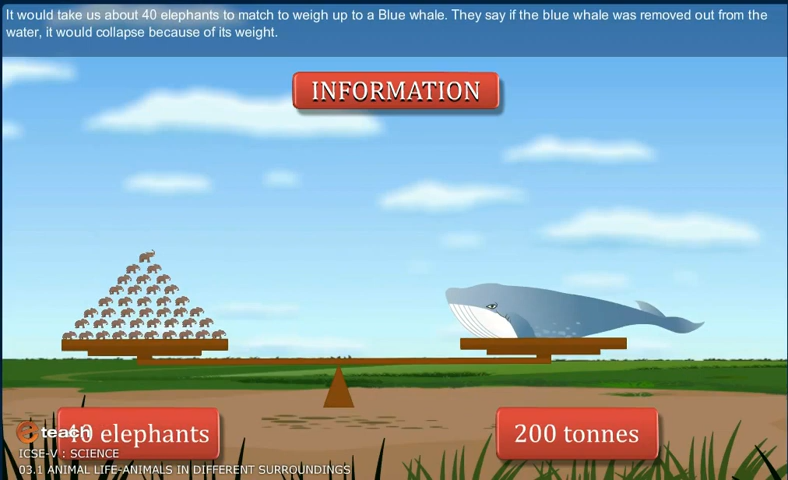 It would take us about 40 elephants to match to weigh up to a Blue whale. They say if the blue whale was removed out from the
water, it would collapse because of its weight.
INFORMATION
40 elephants
200 tonnes
e teach
ICSE-V : SCIENCE
03.1 ANIMAL LIFE-ANIMALS IN DIFFERENT SURROUNDINGS